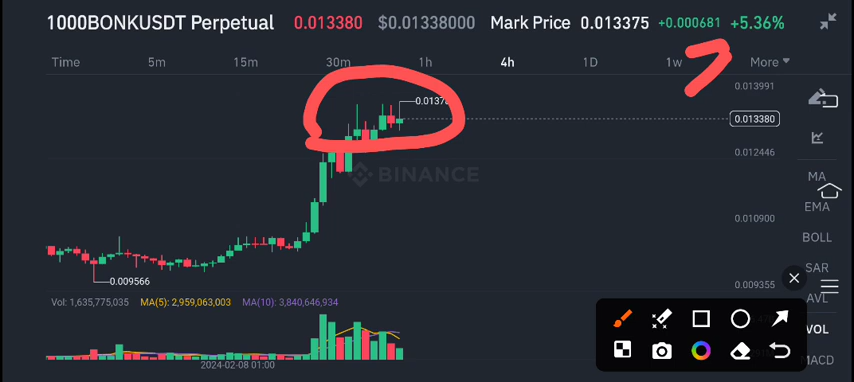 1000BONKUSDT Perpetual 0.013380 $0.01338000 Mark Price 0.013375 +0.000681 +5.36%
Time 5m 15m 30m 1h 4h 1D 1w More
0.013991
0.0137
0.013380
0.012446
BINANCE
MA
EMA
0.010900
BOLL
SAR
0.009566
0.009355
AVL
Vol: 1,635,775,035 MA(5): 2,959,063,003 MA(10): 3,840,646,934
VOL
MACD
2024-02-08 01:00